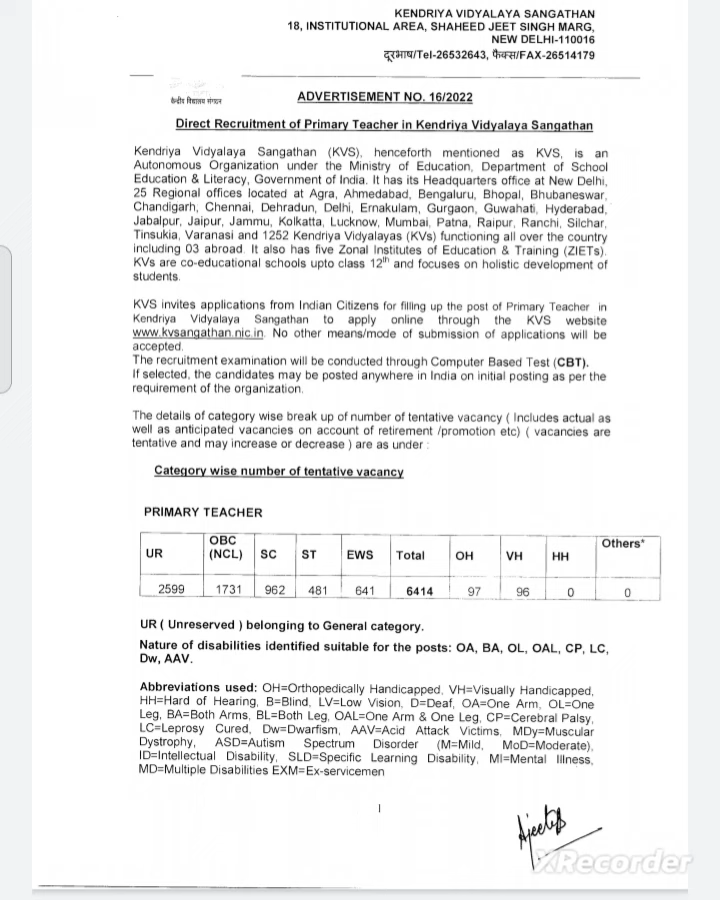 KENDRIYA VIDYALAYA SANGATHAN
18, INSTITUTIONAL AREA, SHAHEED JEET SINGH MARG,
NEW DELHI-110016
दूरभाष/Tel-26532643, फैक्स/FAX-26514179
केन्द्रीय विद्यालय संगठन
ADVERTISEMENT NO. 16/2022
Direct Recruitment of Primary Teacher in Kendriya Vidyalaya Sangathan
Kendriya Vidyalaya Sangathan (KVS), henceforth mentioned as KVS, is an
Autonomous Organization under the Ministry of Education, Department of School
Education & Literacy, Government of India. It has its Headquarters office at New Delhi,
25 Regional offices located at Agra, Ahmedabad, Bengaluru, Bhopal, Bhubaneswar,
Chandigarh, Chennai, Dehradun, Delhi, Ernakulam, Gurgaon, Guwahati, Hyderabad,
Jabalpur, Jaipur, Jammu, Kolkatta, Lucknow, Mumbai, Patna, Raipur, Ranchi, Silchar,
Tinsukia, Varanasi and 1252 Kendriya Vidyalayas (KVs) functioning all over the country
including 03 abroad. It also has five Zonal Institutes of Education & Training (ZIETs).
KVs are co-educational schools upto class 12th and focuses on holistic development of
students.
KVS invites applications from Indian Citizens for filling up the post of Primary Teacher in
Kendriya Vidyalaya Sangathan to apply online through the KVS website
www.kvsangathan.nic.in. No other means/mode of submission of applications will be
accepted.
The recruitment examination will be conducted through Computer Based Test (CBT).
If selected, the candidates may be posted anywhere in India on initial posting as per the
requirement of the organization.
The details of category wise break up of number of tentative vacancy ( Includes actual as
well as anticipated vacancies on account of retirement /promotion etc) ( vacancies are
tentative and may increase or decrease ) are as under :
Category wise number of tentative vacancy
PRIMARY TEACHER
UR OBC (NCL) SC ST EWS Total OH VH HH Others*
2599 1731 962 481 641 6414 97 96 0 0
UR ( Unreserved ) belonging to General category.
Nature of disabilities identified suitable for the posts: OA, BA, OL, OAL, CP, LC,
Dw, AAV.
Abbreviations used: OH=Orthopedically Handicapped, VH=Visually Handicapped,
HH=Hard of Hearing, B=Blind, LV=Low Vision, D=Deaf, OA=One Arm, OL=One
Leg, BA=Both Arms, BL=Both Leg, OAL=One Arm & One Leg, CP=Cerebral Palsy,
LC=Leprosy Cured, Dw=Dwarfism, AAV=Acid Attack Victims, MDy=Muscular
Dystrophy, ASD=Autism Spectrum Disorder (M=Mild, MoD=Moderate),
ID=Intellectual Disability, SLD=Specific Learning Disability, MI=Mental Illness,
MD=Multiple Disabilities EXM=Ex-servicemen
1
XRecorder